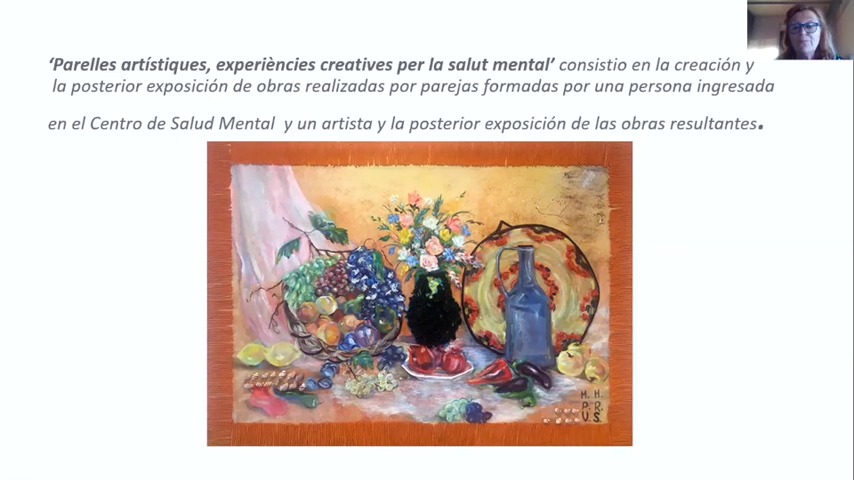 ‘Parelles artístiques, experiències creatives per la salut mental’ consistio en la creación y
la posterior exposición de obras realizadas por parejas formadas por una persona ingresada
en el Centro de Salud Mental y un artista y la posterior exposición de las obras resultantes.
M. H.
P. R.
V. S.